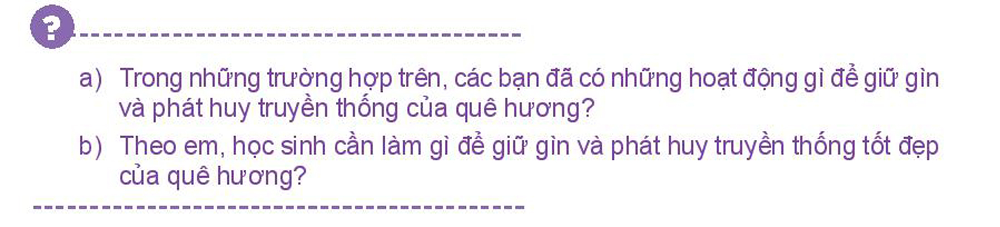 ?
a) Trong những trường hợp trên, các bạn đã có những hoạt động gì để giữ gìn
và phát huy truyền thống của quê hương?
b) Theo em, học sinh cần làm gì để giữ gìn và phát huy truyền thống tốt đẹp
của quê hương?